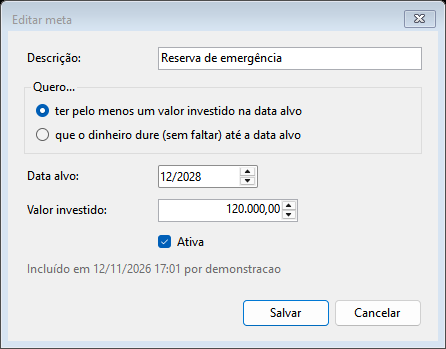 Editar meta
Descrição: Reserva de emergência
Quero...
ter pelo menos um valor investido na data alvo
que o dinheiro dure (sem faltar) até a data alvo
Data alvo: 12/2028
Valor investido: 120.000,00
Ativa
Incluído em 12/11/2026 17:01 por demonstracao
Salvar Cancelar